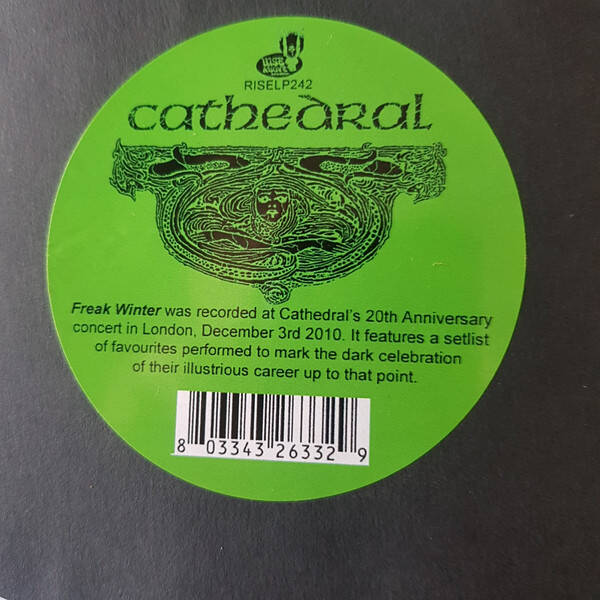 RISE
ABOVE
RISELP242
cathedral
Freak Winter was recorded at Cathedral's 20th Anniversary
concert in London, December 3rd 2010. It features a setlist
of favourites performed to mark the dark celebration
of their illustrious career up to that point.
8 03343 26332 9